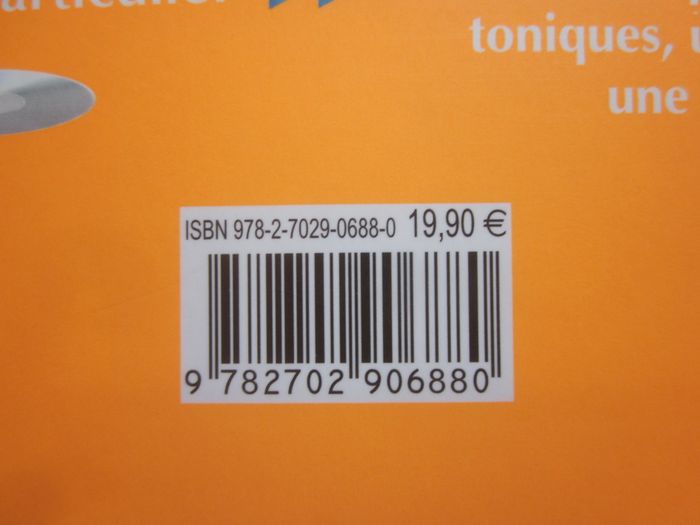 toniques,
une
ISBN 978-2-7029-0688-0 19,90 €
9 782702 906880